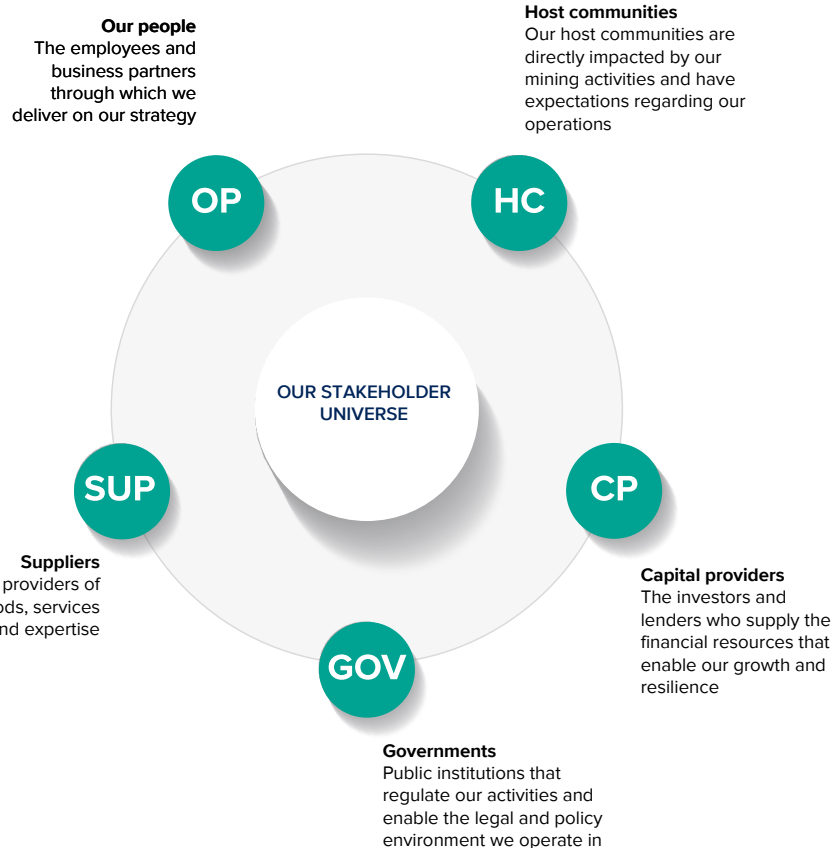 Our people
The employees and
business partners
through which we
deliver on our strategy
Host communities
Our host communities are
directly impacted by our
mining activities and have
expectations regarding our
operations
OP
HC
OUR STAKEHOLDER
UNIVERSE
SUP
CP
Suppliers
providers of
services
expertise
Capital providers
The investors and
lenders who supply the
financial resources that
enable our growth and
resilience
GOV
Governments
Public institutions that
regulate our activities and
enable the legal and policy
environment we operate in